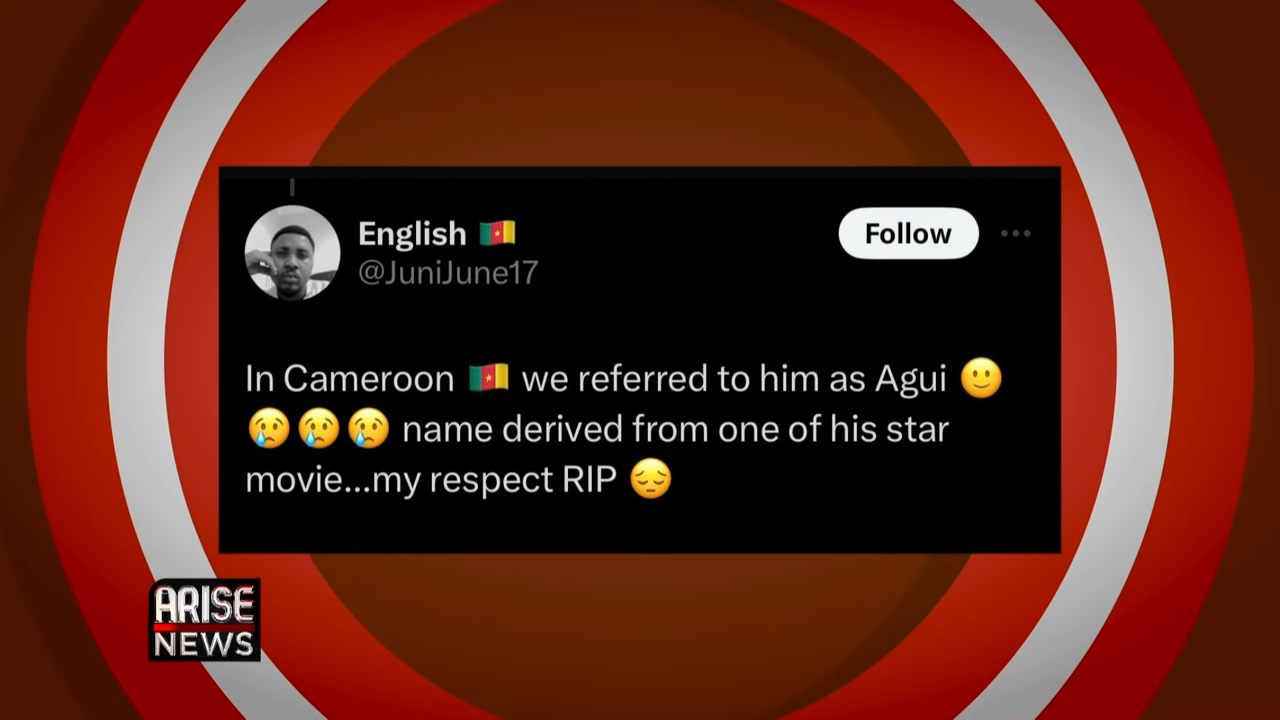 English 🇨🇲
@JuniJune17
Follow
In Cameroon 🇨🇲 we referred to him as Agui 🙂
😢😢😢 name derived from one of his star
movie...my respect RIP 😔
ARISE
NEWS